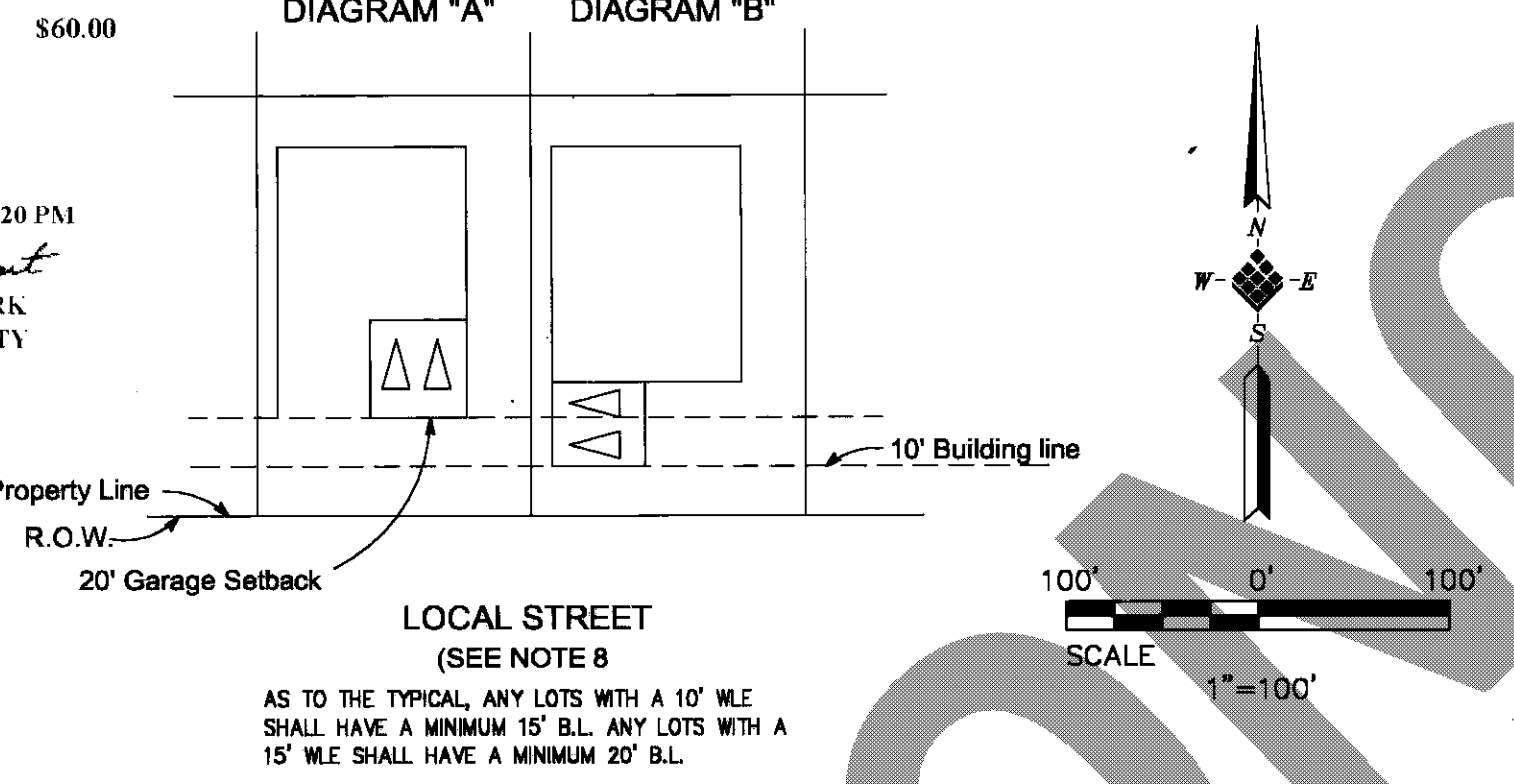 DIAGRAM "A"
DIAGRAM "B"
$60.00
20 PM
RK
TY
N
W
E
S
10' Building line
Property Line
R.O.W.
20' Garage Setback
100'
0'
100'
SCALE
1"=100'
LOCAL STREET
(SEE NOTE 8
AS TO THE TYPICAL, ANY LOTS WITH A 10' WLE
SHALL HAVE A MINIMUM 15' B.L. ANY LOTS WITH A
15' WLE SHALL HAVE A MINIMUM 20' B.L.